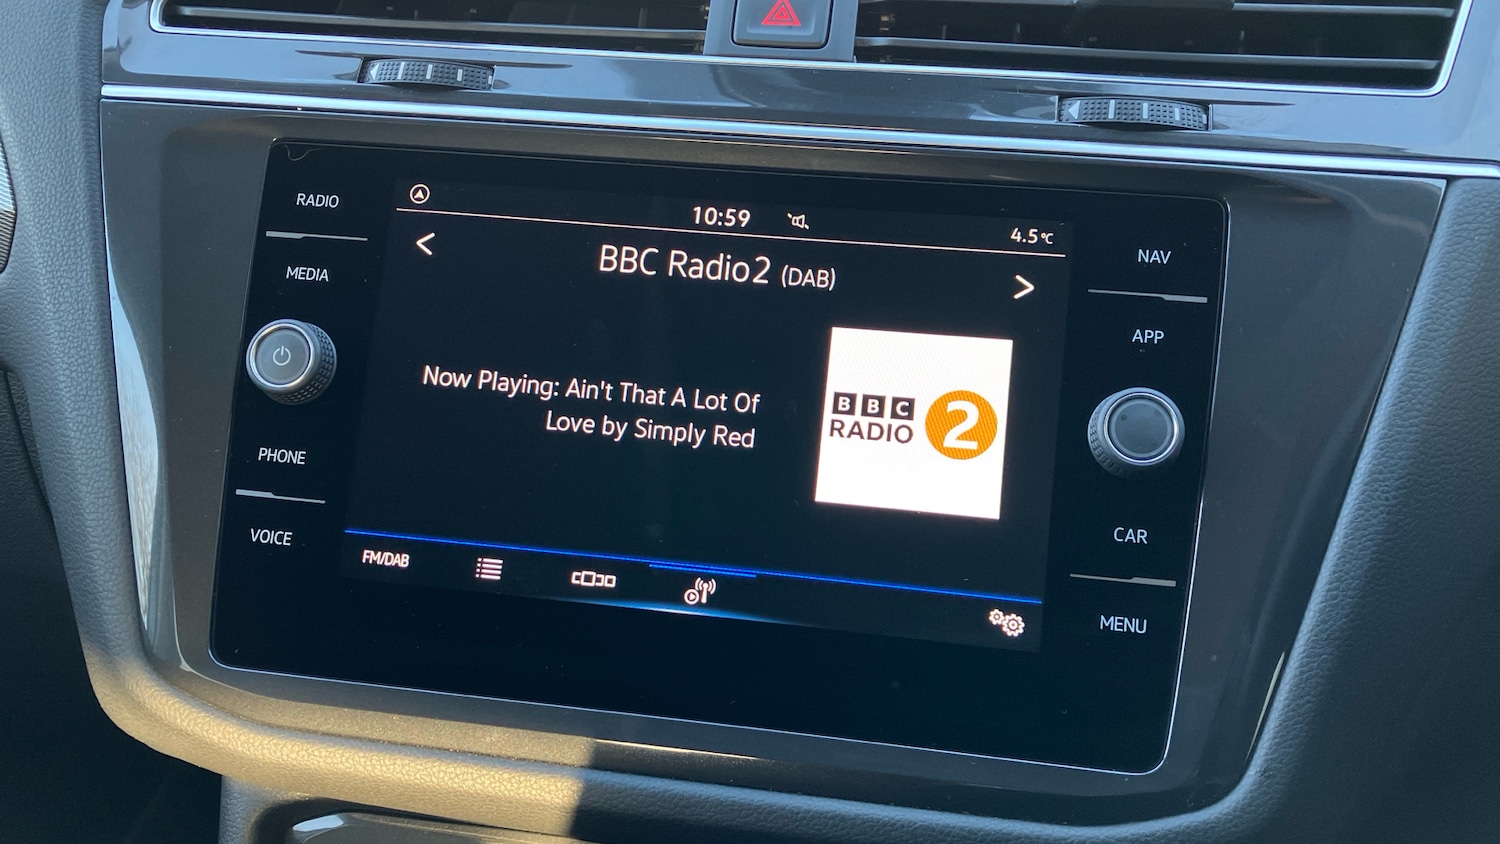 RADIO
MEDIA
PHONE
VOICE
10:59
4.5°C
BBC Radio2 (DAB)
Now Playing: Ain't That A Lot Of
Love by Simply Red
BBC
RADIO 2
FM/DAB
NAV
APP
CAR
MENU